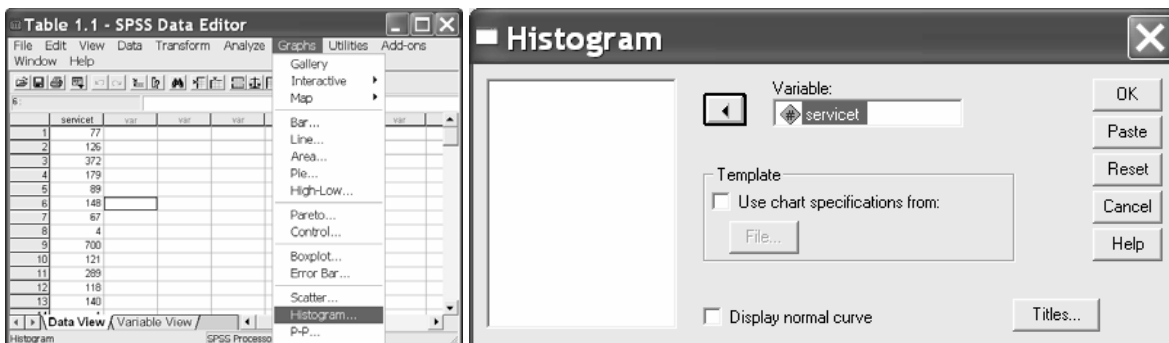 Table 1.1 - SPSS Data Editor
File Edit View Data Transform Analyze Graphs Utilities Add-ons
Window Help
Gallery
Interactive
Map
Bar...
Line...
Area...
Pie...
High-Low...
Pareto...
Control...
Boxplot...
Error Bar...
Scatter...
Histogram...
P-P...
6:
servicet var var var var
1 77
2 126
3 372
4 179
5 89
6 148
7 67
8 4
9 700
10 121
11 289
12 118
13 140
Data View Variable View
Histogram SPSS Processo
Histogram
Variable:
servicet
Template
Use chart specifications from:
File...
Display normal curve
Titles...
OK
Paste
Reset
Cancel
Help